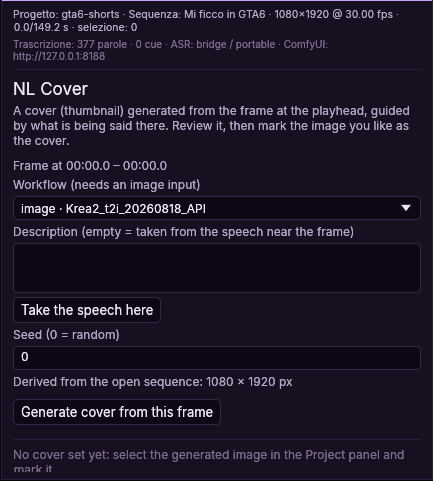 Progetto: gta6-shorts · Sequenza: Mi ficco in GTA6 · 1080×1920 @ 30.00 fps ·
0.0/149.2 s · selezione: 0
Trascrizione: 377 parole · 0 cue · ASR: bridge / portable · ComfyUI:
http://127.0.0.1:8188
NL Cover
A cover (thumbnail) generated from the frame at the playhead, guided
by what is being said there. Review it, then mark the image you like as
the cover.
Frame at 00:00.0 – 00:00.0
Workflow (needs an image input)
image · Krea2_t2i_20260818_API
Description (empty = taken from the speech near the frame)
Take the speech here
Seed (0 = random)
0
Derived from the open sequence: 1080 × 1920 px
Generate cover from this frame
No cover set yet: select the generated image in the Project panel and
mark it